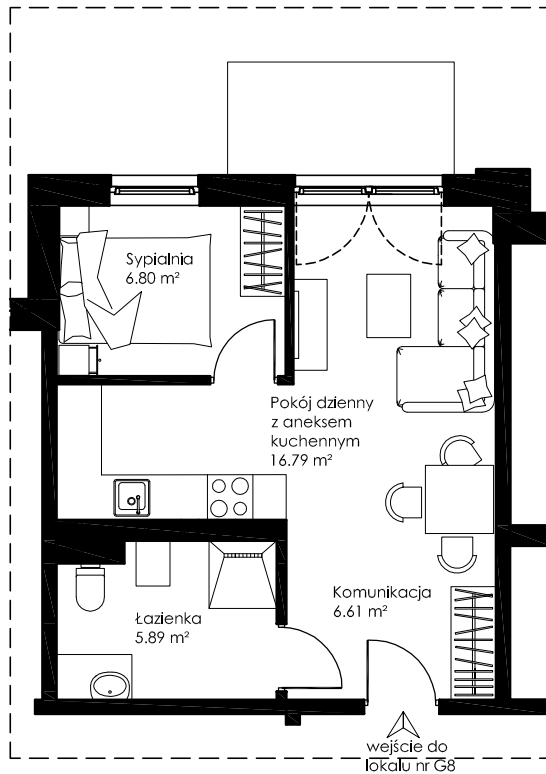 Sypialnia
6.80 m²
Pokój dzienny
z aneksem
kuchennym
16.79 m²
Komunikacja
6.61 m²
Łazienka
5.89 m²
wejście do
lokalu nr G8